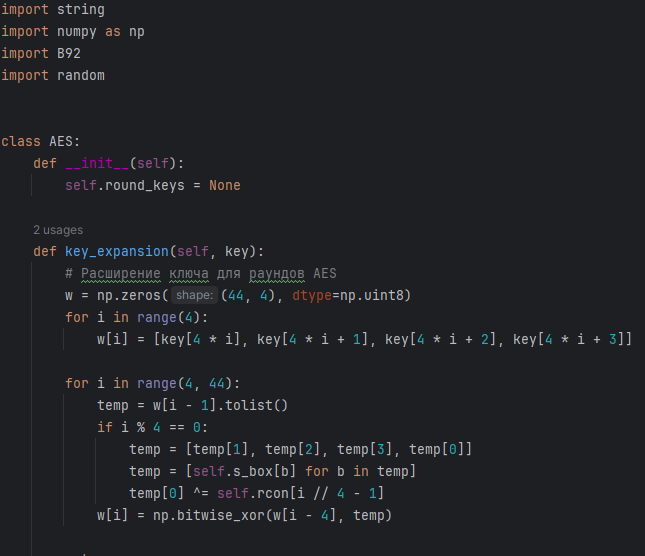 import string
import numpy as np
import B92
import random
class AES:
    def __init__(self):
        self.round_keys = None
    2 usages
    def key_expansion(self, key):
        # Расширение ключа для раундов AES
        w = np.zeros( shape: (44, 4), dtype=np.uint8)
        for i in range(4):
            w[i] = [key[4 * i], key[4 * i + 1], key[4 * i + 2], key[4 * i + 3]]
        for i in range(4, 44):
            temp = w[i - 1].tolist()
            if i % 4 == 0:
                temp = [temp[1], temp[2], temp[3], temp[0]]
                temp = [self.s_box[b] for b in temp]
                temp[0] ^= self.rcon[i // 4 - 1]
            w[i] = np.bitwise_xor(w[i - 4], temp)